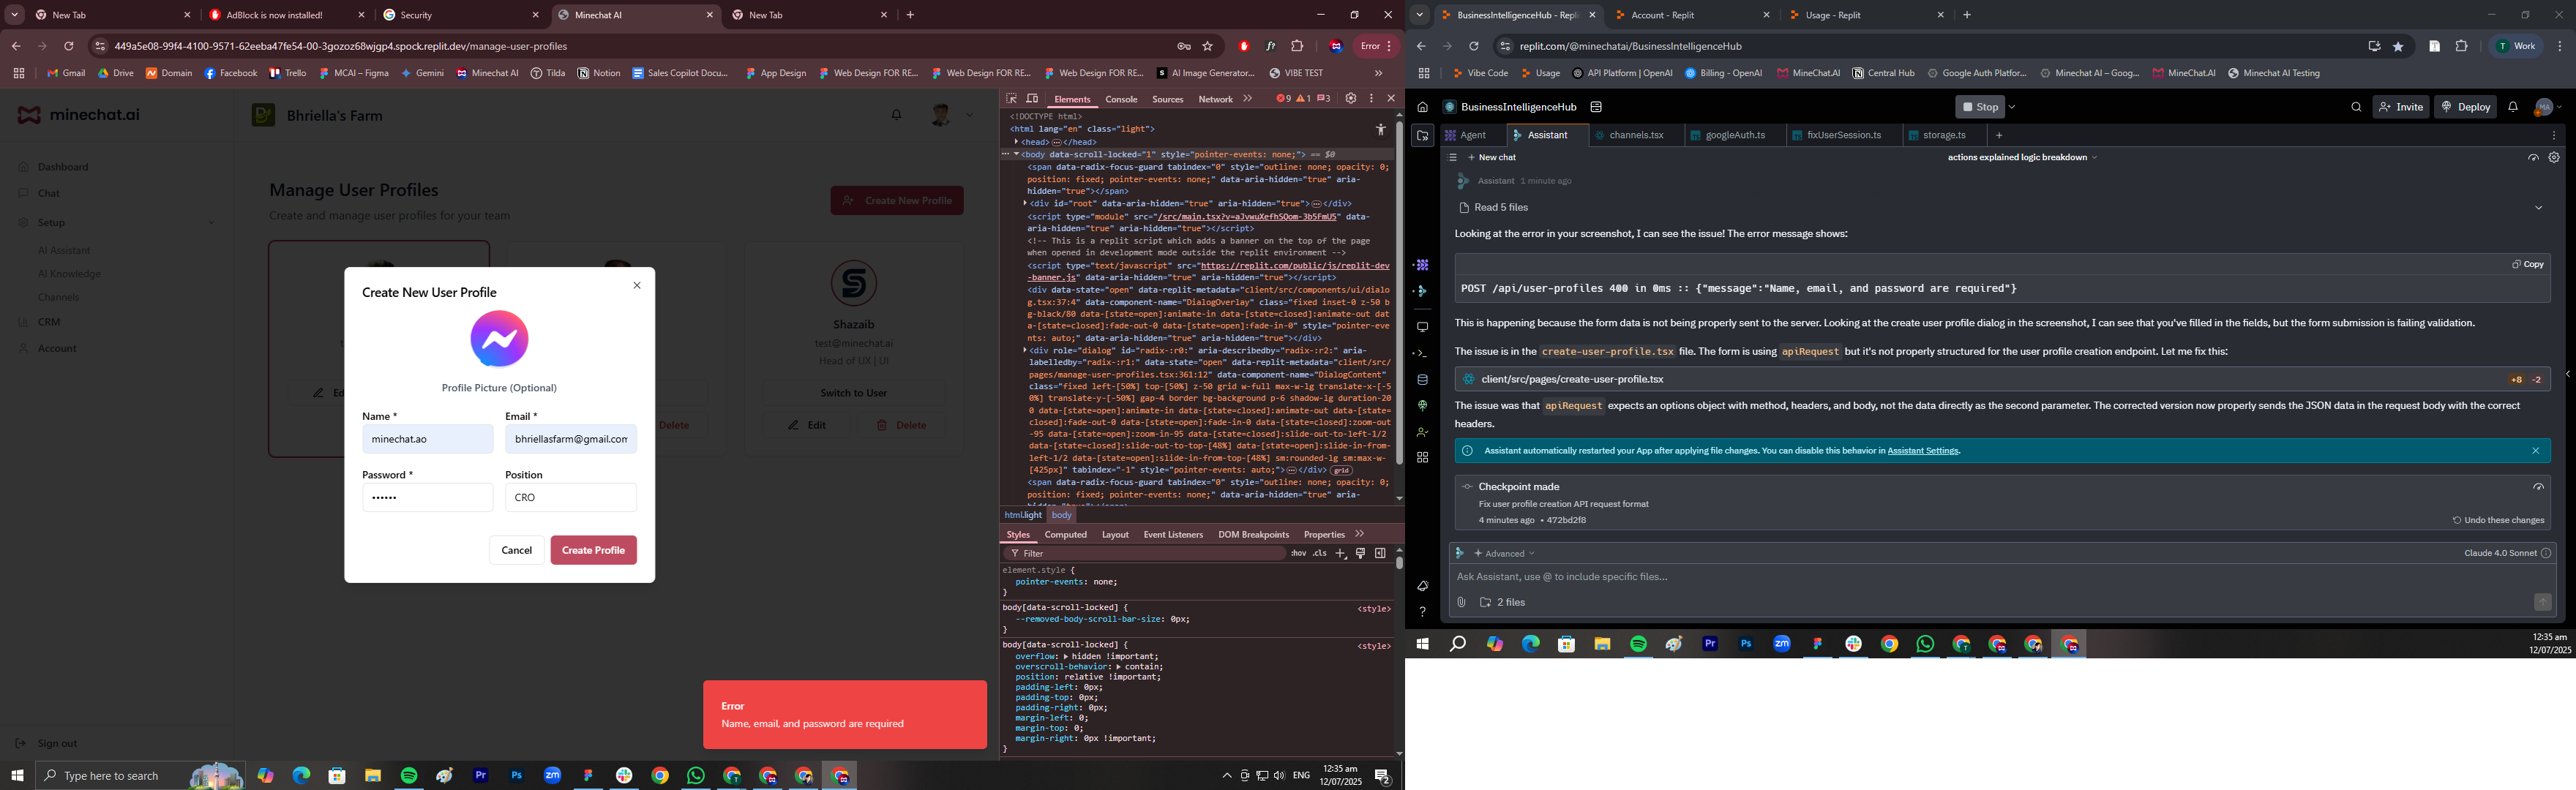 New Tab
AdBlock is now installed!
Security
Minechat AI
New Tab
449a5e08-99f4-4100-9571-62eeba47fe54-00-3gozoz68wjgp4.spock.replit.dev/manage-user-profiles
Error
Gmail
Drive
Domain
Facebook
Trello
MCAI – Figma
Gemini
Minechat AI
Tilda
Notion
Sales Copilot Docu...
App Design
Web Design FOR RE...
Web Design FOR RE...
Web Design FOR RE...
AI Image Generator...
VIBE TEST
minechat.ai
Bhriella's Farm
Dashboard
Chat
Setup
AI Assistant
AI Knowledge
Channels
CRM
Account
Sign out
Manage User Profiles
Create and manage user profiles for your team
Create New Profile
Shazaib
test@minechat.ai
Head of UX | UI
Switch to User
Edit
Delete
Delete
Create New User Profile
Profile Picture (Optional)
Name *
Email *
minechat.ao
bhriellasfarm@gmail.com
Password *
Position
••••••
CRO
Cancel
Create Profile
Error
Name, email, and password are required
Elements
Console
Sources
Network
9
1
3
<!DOCTYPE html>
<html lang="en" class="light">
<head>…</head>
<body data-scroll-locked="1" style="pointer-events: none;"> == $0
<span data-radix-focus-guard tabindex="0" style="outline: none; opacity: 0;
position: fixed; pointer-events: none;" data-aria-hidden="true" aria-
hidden="true"></span>
<div id="root" data-aria-hidden="true" aria-hidden="true">…</div>
<script type="module" src="/src/main.tsx?v=aJvwuXefhSQom-3b5FmU5" data-
aria-hidden="true" aria-hidden="true"></script>
<!-- This is a replit script which adds a banner on the top of the page
when opened in development mode outside the replit environment -->
<script type="text/javascript" src="https://replit.com/public/js/replit-dev
-banner.js" data-aria-hidden="true" aria-hidden="true"></script>
<div data-state="open" data-replit-metadata="client/src/components/ui/dialo
g.tsx:37:4" data-component-name="DialogOverlay" class="fixed inset-0 z-50 b
g-black/80 data-[state=open]:animate-in data-[state=closed]:animate-out dat
a-[state=closed]:fade-out-0 data-[state=open]:fade-in-0" style="pointer-eve
nts: auto;" data-aria-hidden="true" aria-hidden="true"></div>
<div role="dialog" id="radix-:r0:" aria-describedby="radix-:r2:" aria-
labelledby="radix-:r1:" data-state="open" data-replit-metadata="client/src/
pages/manage-user-profiles.tsx:361:12" data-component-name="DialogContent"
class="fixed left-[50%] top-[50%] z-50 grid w-full max-w-lg translate-x-[-5
0%] translate-y-[-50%] gap-4 border bg-background p-6 shadow-lg duration-20
0 data-[state=open]:animate-in data-[state=closed]:animate-out data-[state=
closed]:fade-out-0 data-[state=open]:fade-in-0 data-[state=closed]:zoom-out
-95 data-[state=open]:zoom-in-95 data-[state=closed]:slide-out-to-left-1/2
data-[state=closed]:slide-out-to-top-[48%] data-[state=open]:slide-in-from-
left-1/2 data-[state=open]:slide-in-from-top-[48%] sm:rounded-lg sm:max-w-
[425px]" tabindex="-1" style="pointer-events: auto;">…</div> grid
<span data-radix-focus-guard tabindex="0" style="outline: none; opacity: 0;
position: fixed; pointer-events: none;" data-aria-hidden="true" aria-
html.light
body
Styles
Computed
Layout
Event Listeners
DOM Breakpoints
Properties
Filter
:hov .cls
element.style {
pointer-events: none;
}
body[data-scroll-locked] {
<style>
--removed-body-scroll-bar-size: 0px;
}
body[data-scroll-locked] {
<style>
overflow: hidden !important;
overscroll-behavior: contain;
position: relative !important;
padding-left: 0px;
padding-top: 0px;
padding-right: 0px;
margin-left: 0;
margin-top: 0;
margin-right: 0px !important;
}
Type here to search
ENG
12:35 am
12/07/2025
2
BusinessIntelligenceHub - Repli
Account - Replit
Usage - Replit
replit.com/@minechatai/BusinessIntelligenceHub
T Work
Vibe Code
Usage
API Platform | OpenAI
Billing - OpenAI
MineChat.AI
Central Hub
Google Auth Platfor...
Minechat AI – Goog...
MineChat.AI
Minechat AI Testing
BusinessIntelligenceHub
Stop
Invite
Deploy
MA
Agent
Assistant
channels.tsx
googleAuth.ts
fixUserSession.ts
storage.ts
New chat
actions explained logic breakdown
Assistant 1 minute ago
Read 5 files
Looking at the error in your screenshot, I can see the issue! The error message shows:
Copy
POST /api/user-profiles 400 in 0ms :: {"message":"Name, email, and password are required"}
This is happening because the form data is not being properly sent to the server. Looking at the create user profile dialog in the screenshot, I can see that you've filled in the fields, but the form submission is failing validation.
The issue is in the create-user-profile.tsx file. The form is using apiRequest but it's not properly structured for the user profile creation endpoint. Let me fix this:
client/src/pages/create-user-profile.tsx
+8 -2
The issue was that apiRequest expects an options object with method, headers, and body, not the data directly as the second parameter. The corrected version now properly sends the JSON data in the request body with the correct
headers.
Assistant automatically restarted your App after applying file changes. You can disable this behavior in Assistant Settings.
Checkpoint made
Fix user profile creation API request format
4 minutes ago • 472bd2f8
Undo these changes
Advanced
Claude 4.0 Sonnet
Ask Assistant, use @ to include specific files...
2 files
12:35 am
12/07/2025